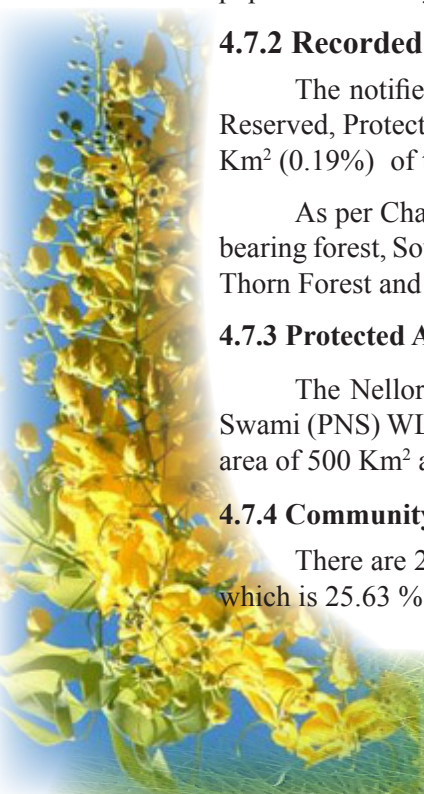 4.7.2 Recorded
The notifie
Reserved, Protect
Km² (0.19%) of t
As per Cha
bearing forest, So
Thorn Forest and
4.7.3 Protected A
The Nellor
Swami (PNS) WL
area of 500 Km² a
4.7.4 Community
There are 2
which is 25.63 %